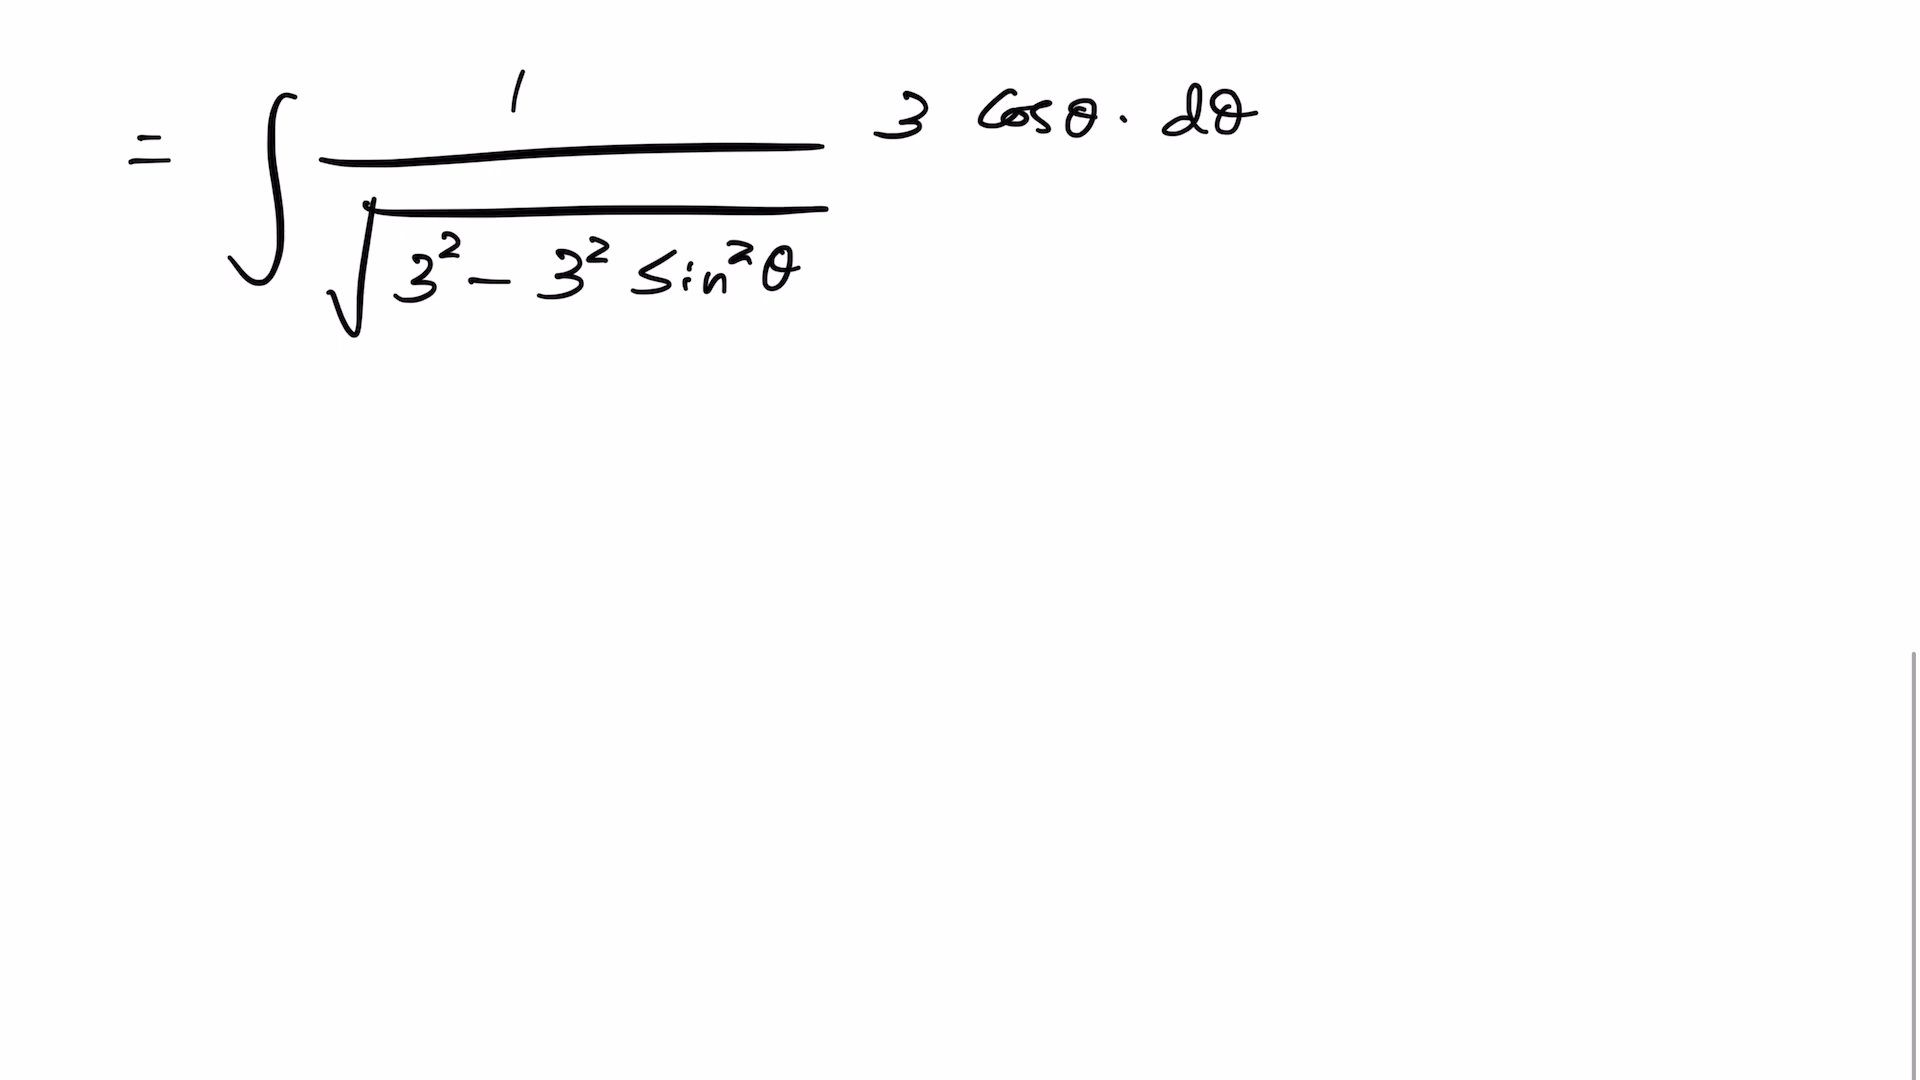 = ∫ 1 / √(3² − 3² sin²θ) 3 cosθ · dθ